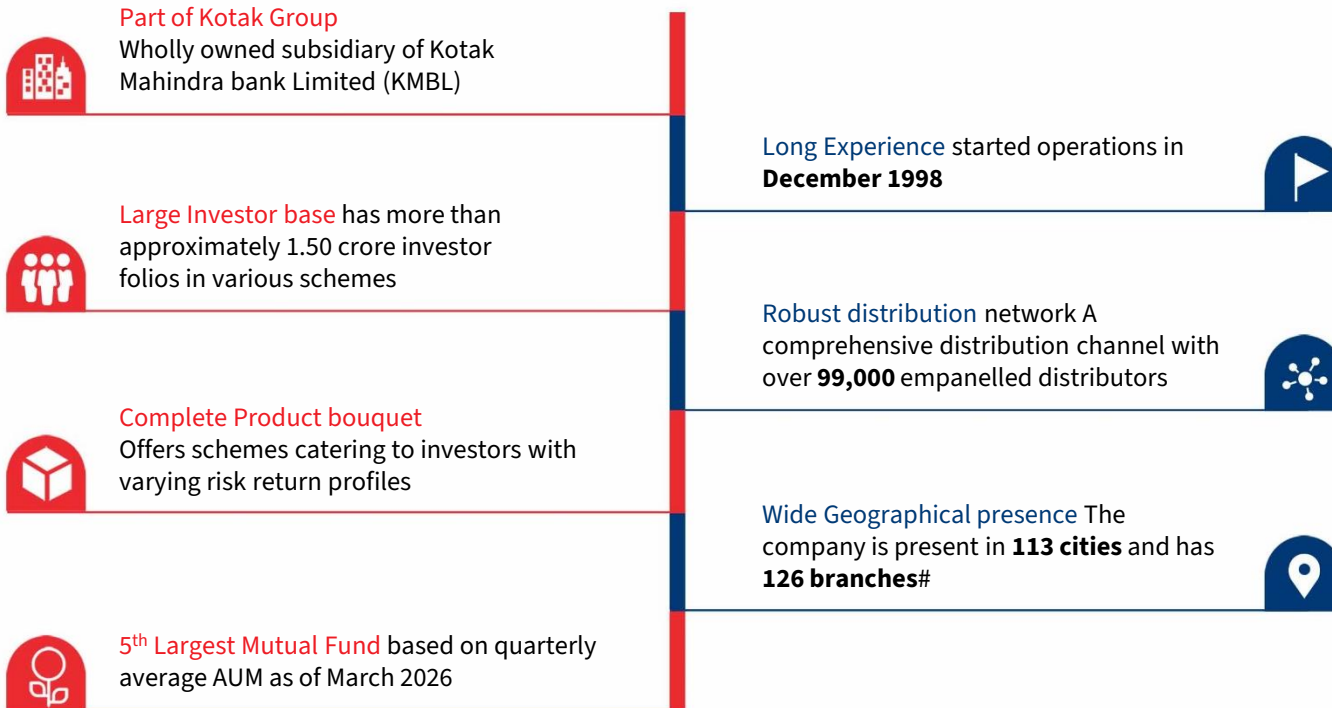 Part of Kotak Group
Wholly owned subsidiary of Kotak
Mahindra bank Limited (KMBL)
Long Experience started operations in
December 1998
Large Investor base has more than
approximately 1.50 crore investor
folios in various schemes
Robust distribution network A
comprehensive distribution channel with
over 99,000 empanelled distributors
Complete Product bouquet
Offers schemes catering to investors with
varying risk return profiles
Wide Geographical presence The
company is present in 113 cities and has
126 branches#
5th Largest Mutual Fund based on quarterly
average AUM as of March 2026